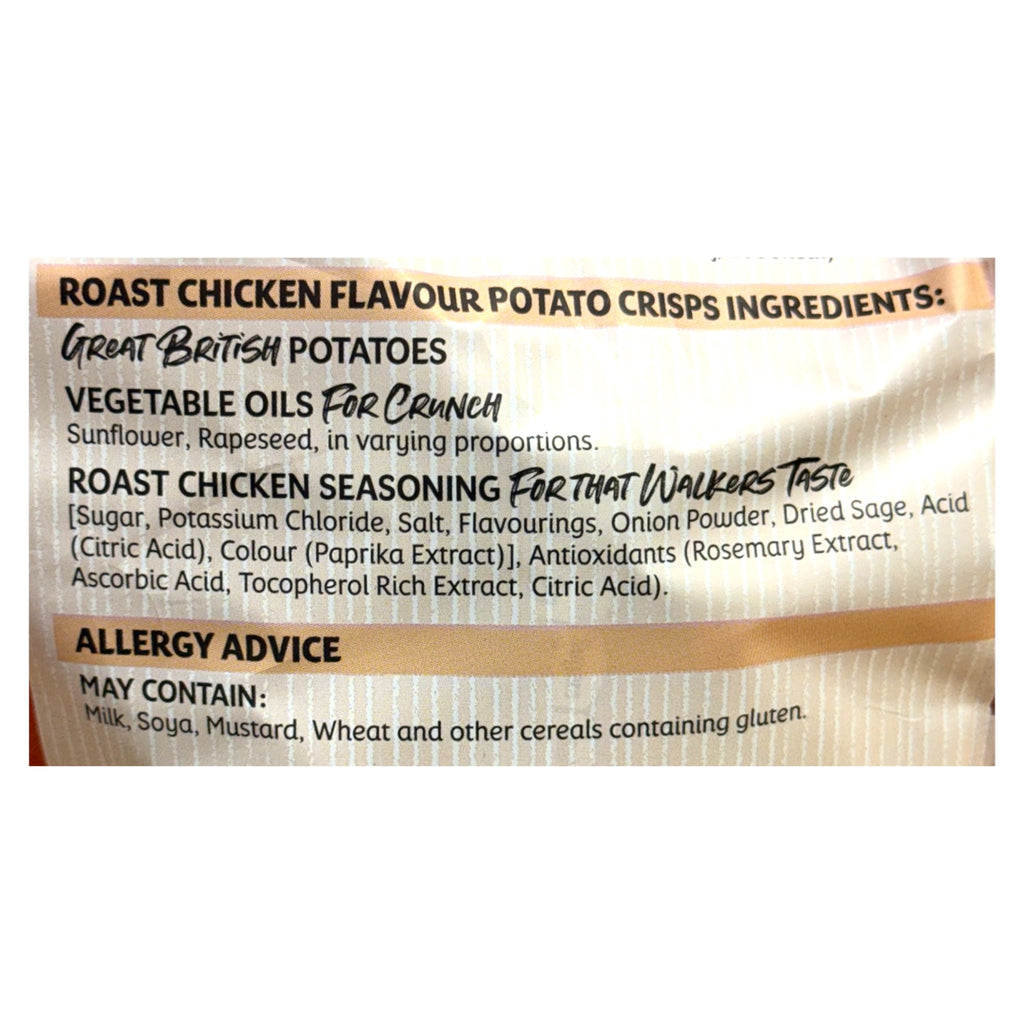 ROAST CHICKEN FLAVOUR POTATO CRISPS INGREDIENTS:
GREAT BRITISH POTATOES
VEGETABLE OILS FOR CRUNCH
Sunflower, Rapeseed, in varying proportions.
ROAST CHICKEN SEASONING FOR THAT WALKERS TASTE
[Sugar, Potassium Chloride, Salt, Flavourings, Onion Powder, Dried Sage, Acid
(Citric Acid), Colour (Paprika Extract)], Antioxidants (Rosemary Extract,
Ascorbic Acid, Tocopherol Rich Extract, Citric Acid).
ALLERGY ADVICE
MAY CONTAIN:
Milk, Soya, Mustard, Wheat and other cereals containing gluten.